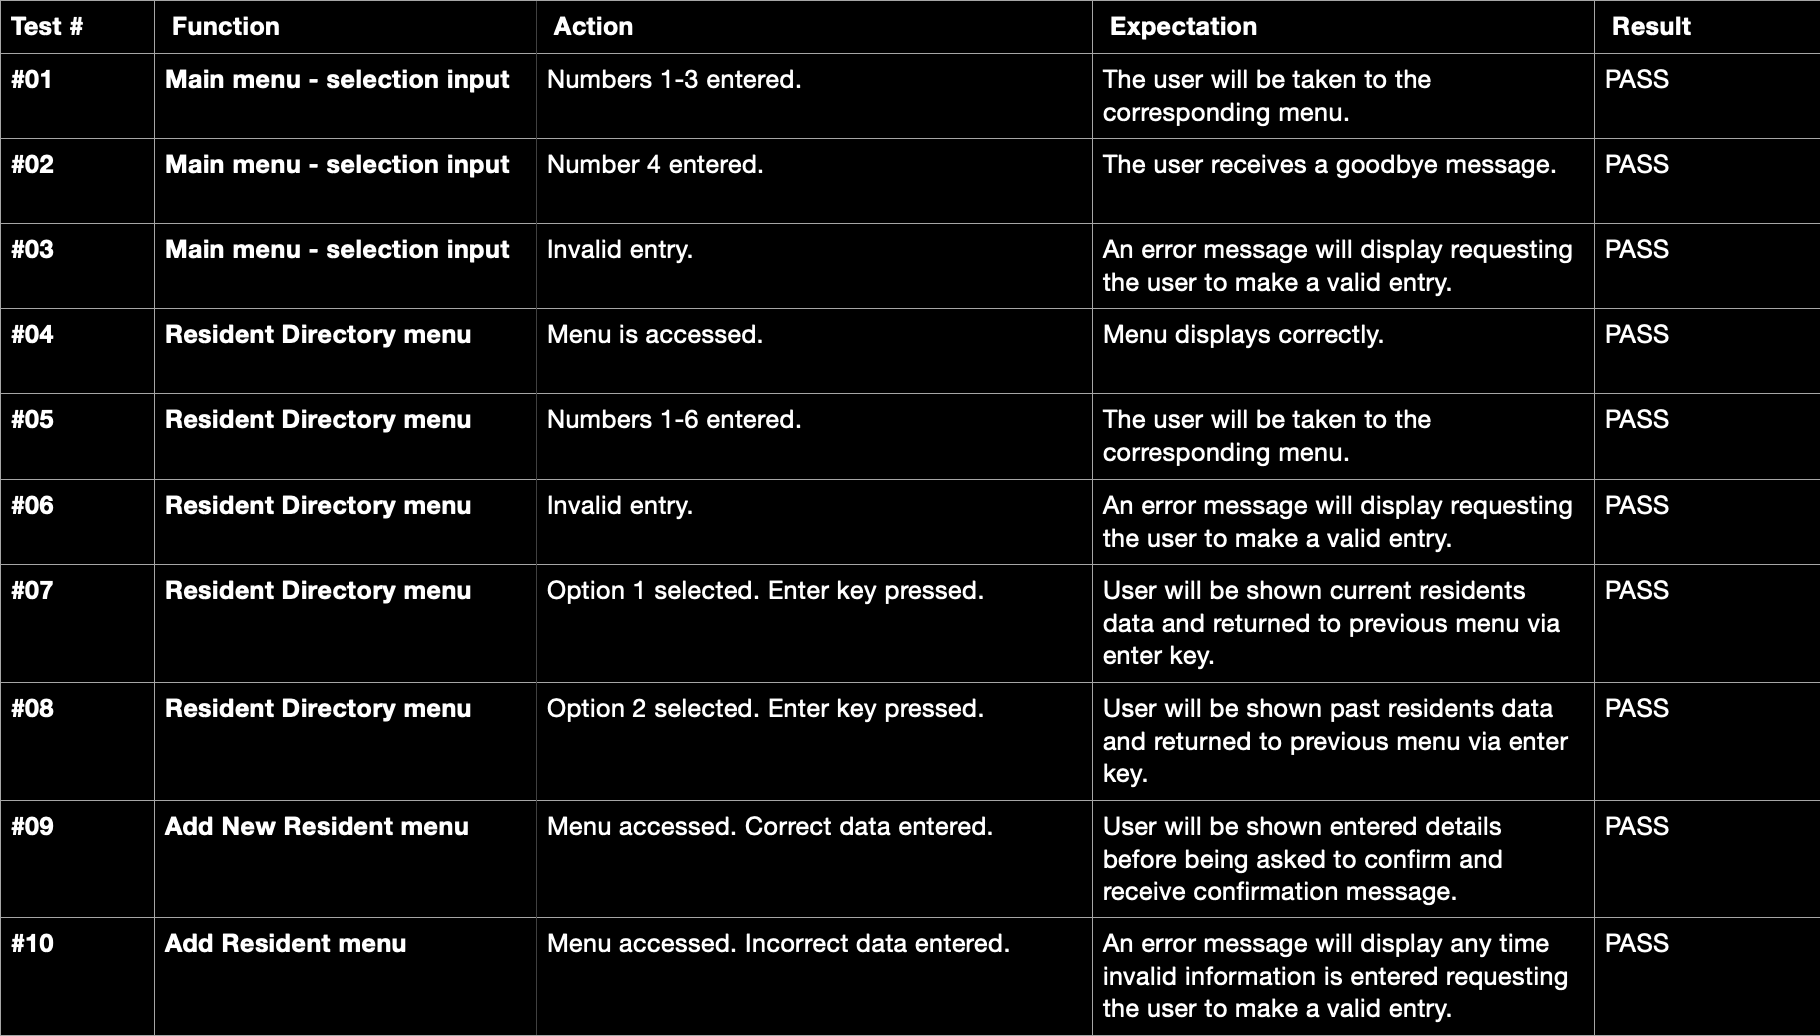 Test # Function Action Expectation Result
#01 Main menu - selection input Numbers 1-3 entered. The user will be taken to the PASS
corresponding menu.
#02 Main menu - selection input Number 4 entered. The user receives a goodbye message. PASS
#03 Main menu - selection input Invalid entry. An error message will display requesting PASS
the user to make a valid entry.
#04 Resident Directory menu Menu is accessed. Menu displays correctly. PASS
#05 Resident Directory menu Numbers 1-6 entered. The user will be taken to the PASS
corresponding menu.
#06 Resident Directory menu Invalid entry. An error message will display requesting PASS
the user to make a valid entry.
#07 Resident Directory menu Option 1 selected. Enter key pressed. User will be shown current residents PASS
data and returned to previous menu via
enter key.
#08 Resident Directory menu Option 2 selected. Enter key pressed. User will be shown past residents data PASS
and returned to previous menu via enter
key.
#09 Add New Resident menu Menu accessed. Correct data entered. User will be shown entered details PASS
before being asked to confirm and
receive confirmation message.
#10 Add Resident menu Menu accessed. Incorrect data entered. An error message will display any time PASS
invalid information is entered requesting
the user to make a valid entry.